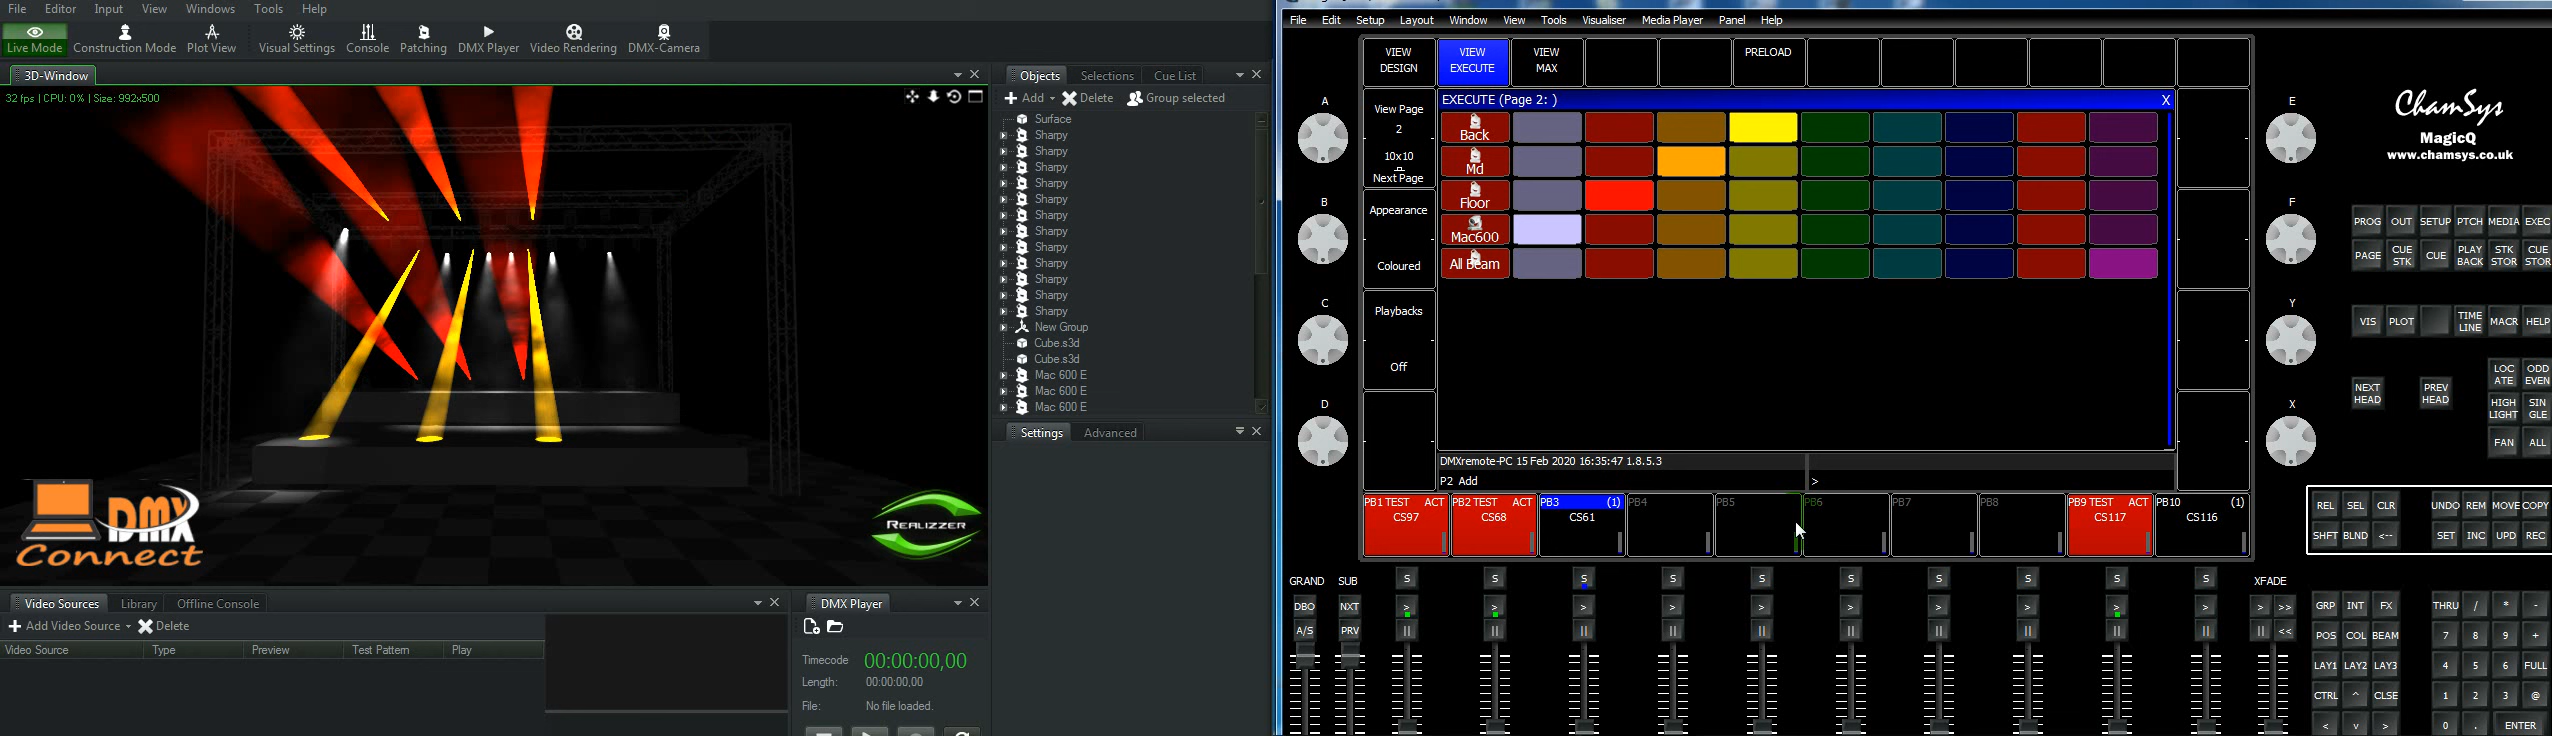 File Editor Input View Windows Tools Help
Live Mode Construction Mode Plot View Visual Settings Console Patching DMX Player Video Rendering DMX-Camera
3D-Window
32 fps | CPU: 0% | Size: 992x500
DMX
Connect
REALIZZER
Objects Selections Cue List
Add Delete Group selected
Surface
Sharpy
Sharpy
Sharpy
Sharpy
Sharpy
Sharpy
Sharpy
Sharpy
Sharpy
Sharpy
Sharpy
Sharpy
New Group
Cube.s3d
Cube.s3d
Mac 600 E
Mac 600 E
Mac 600 E
Settings Advanced
Video Sources Library Offline Console
Add Video Source Delete
Video Source Type Preview Test Pattern Play
DMX Player
Timecode 00:00:00,00
Length: 00:00:00,00
File: No file loaded.
File Edit Setup Layout Window View Tools Visualiser Media Player Panel Help
VIEW DESIGN
VIEW EXECUTE
VIEW MAX
PRELOAD
View Page
2
10x10
Next Page
Appearance
Coloured
Playbacks
Off
EXECUTE (Page 2: ) X
Back
Md
Floor
Mac600
All Beam
DMXremote-PC 15 Feb 2020 16:35:47 1.8.5.3
P2 Add >
PB1 TEST ACT
CS97
PB2 TEST ACT
CS68
PB3 (1)
CS61
PB4
PB5
PB6
PB7
PB8
PB9 TEST ACT
CS117
PB10 (1)
CS116
A
B
C
D
E
F
Y
X
ChamSys
MagicQ
www.chamsys.co.uk
PROG OUT SETUP PTCH MEDIA EXEC
PAGE CUE STK CUE PLAY BACK STK STOR CUE STOR
VIS PLOT TIME LINE MACR HELP
NEXT HEAD PREV HEAD LOC ATE ODD EVEN
HIGH LIGHT SIN GLE
FAN ALL
REL SEL CLR UNDO REM MOVE COPY
SHFT BLND <-- SET INC UPD REC
GRAND SUB S S S S S S S S S S XFADE
DBO NXT > > > > > > > > > > > >>
A/S PRV || || || || || || || || || || || <<
GRP INT FX THRU / * -
POS COL BEAM 7 8 9 +
LAY1 LAY2 LAY3 4 5 6 FULL
CTRL ^ CLSE 1 2 3 @
< v > 0 . ENTER